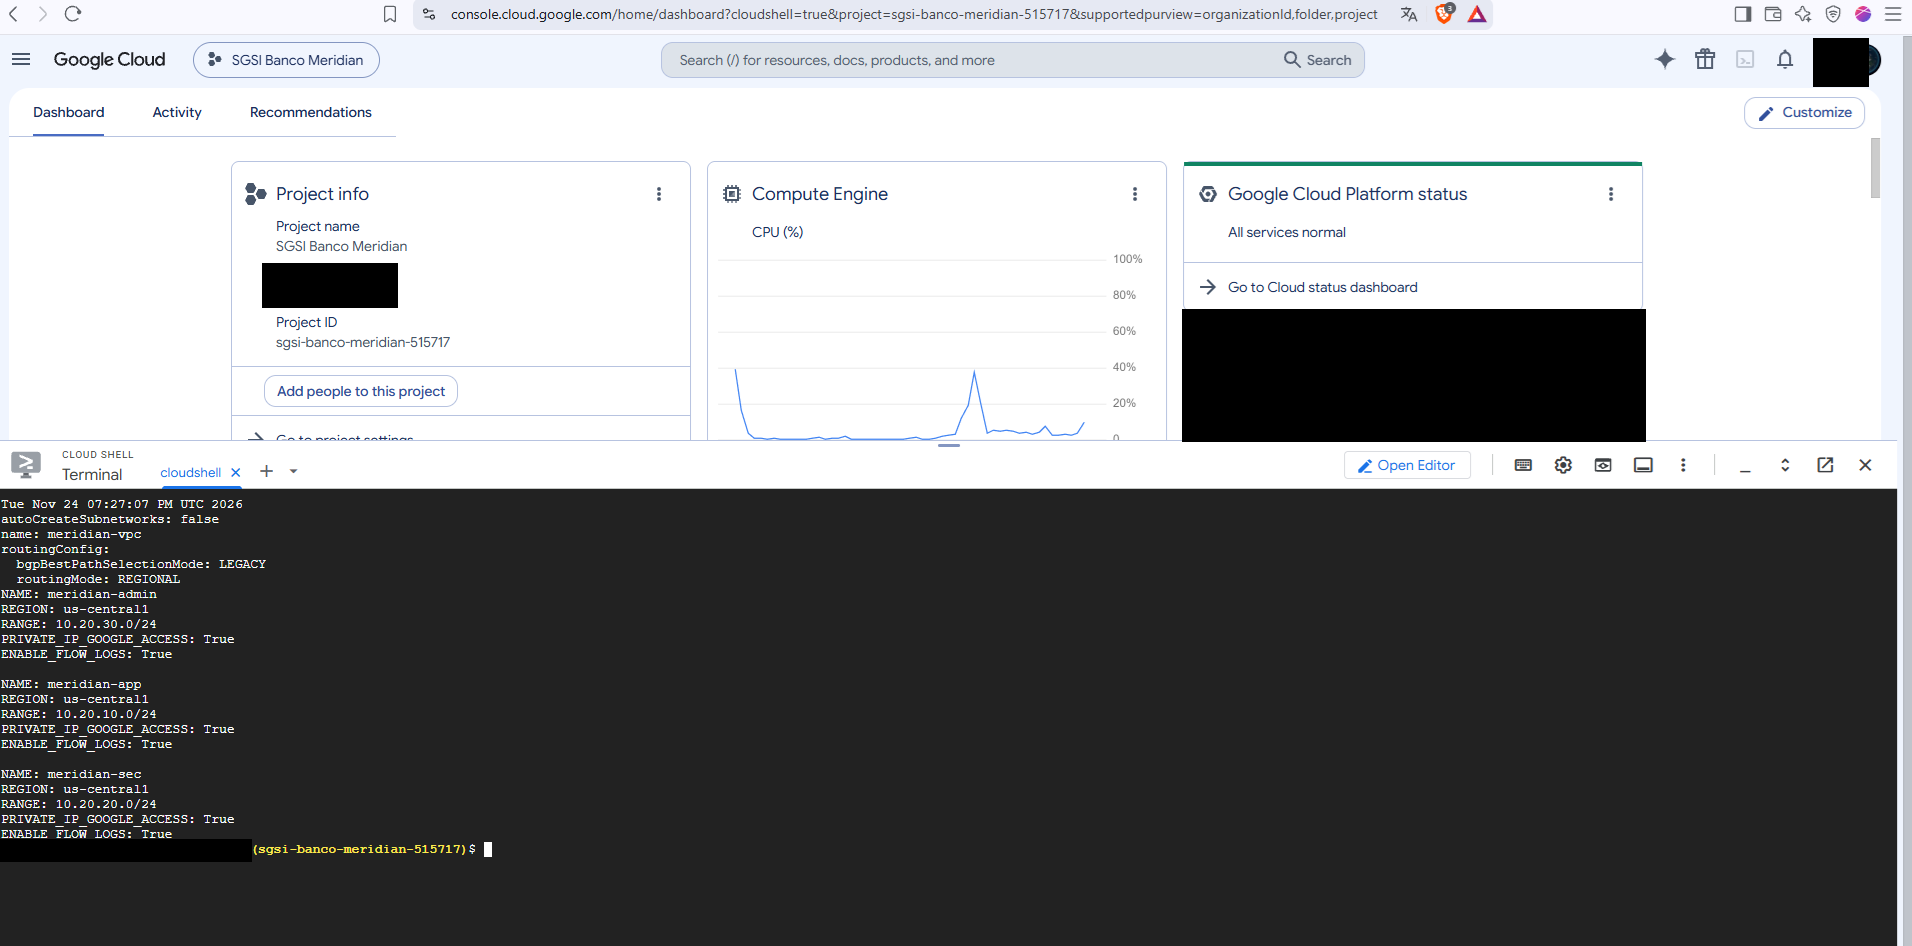 console.cloud.google.com/home/dashboard?cloudshell=true&project=sgsi-banco-meridian-515717&supportedpurview=organizationId,folder,project
3
Google Cloud
SGSI Banco Meridian
Search (/) for resources, docs, products, and more
Search
Dashboard
Activity
Recommendations
Customize
Project info
Project name
SGSI Banco Meridian
Project ID
sgsi-banco-meridian-515717
Add people to this project
Go to project settings
Compute Engine
CPU (%)
100%
80%
60%
40%
20%
0
Google Cloud Platform status
All services normal
Go to Cloud status dashboard
CLOUD SHELL
Terminal
cloudshell
Open Editor
Tue Nov 24 07:27:07 PM UTC 2026
autoCreateSubnetworks: false
name: meridian-vpc
routingConfig:
  bgpBestPathSelectionMode: LEGACY
  routingMode: REGIONAL
NAME: meridian-admin
REGION: us-central1
RANGE: 10.20.30.0/24
PRIVATE_IP_GOOGLE_ACCESS: True
ENABLE_FLOW_LOGS: True
NAME: meridian-app
REGION: us-central1
RANGE: 10.20.10.0/24
PRIVATE_IP_GOOGLE_ACCESS: True
ENABLE_FLOW_LOGS: True
NAME: meridian-sec
REGION: us-central1
RANGE: 10.20.20.0/24
PRIVATE_IP_GOOGLE_ACCESS: True
ENABLE_FLOW_LOGS: True
(sgsi-banco-meridian-515717)$